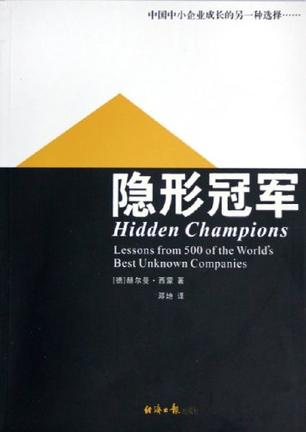 中国中小企业成长的另一种选择……
隐形冠军
Hidden Champions
Lessons from 500 of the World's
Best Unknown Companies
[德]赫尔曼·西蒙 著
邓地 译
经济日报出版社